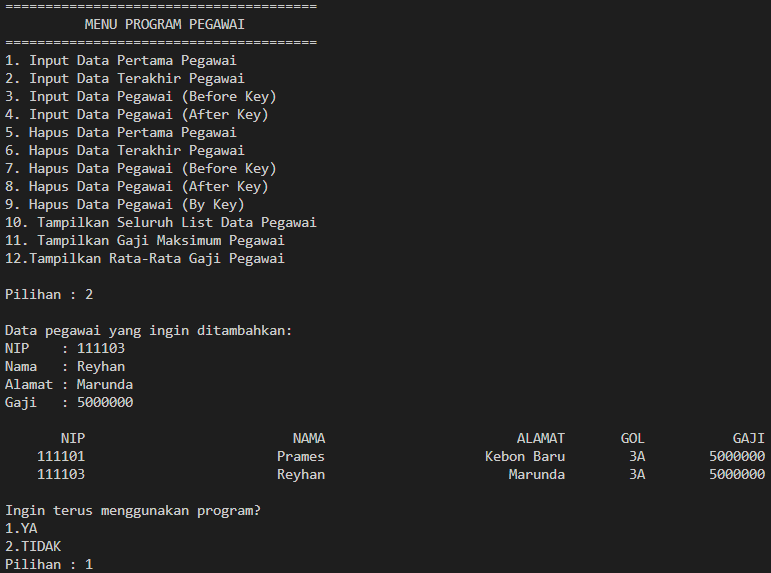 =======================================
MENU PROGRAM PEGAWAI
=======================================
1. Input Data Pertama Pegawai
2. Input Data Terakhir Pegawai
3. Input Data Pegawai (Before Key)
4. Input Data Pegawai (After Key)
5. Hapus Data Pertama Pegawai
6. Hapus Data Terakhir Pegawai
7. Hapus Data Pegawai (Before Key)
8. Hapus Data Pegawai (After Key)
9. Hapus Data Pegawai (By Key)
10. Tampilkan Seluruh List Data Pegawai
11. Tampilkan Gaji Maksimum Pegawai
12.Tampilkan Rata-Rata Gaji Pegawai
Pilihan : 2
Data pegawai yang ingin ditambahkan:
NIP    : 111103
Nama   : Reyhan
Alamat : Marunda
Gaji   : 5000000
NIP NAMA ALAMAT GOL GAJI
111101 Prames Kebon Baru 3A 5000000
111103 Reyhan Marunda 3A 5000000
Ingin terus menggunakan program?
1.YA
2.TIDAK
Pilihan : 1